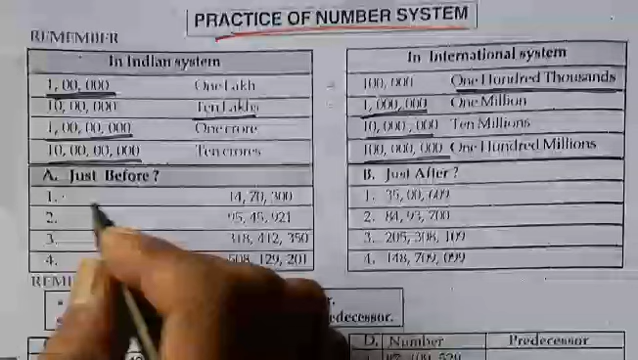 PRACTICE OF NUMBER SYSTEM
REMEMBER
In Indian system
1,00,000 One Lakh
10,00,000 Ten Lakhs
1,00,00,000 One crore
10,00,00,000 Ten crores
= In International system
100,000 One Hundred Thousands
1,000,000 One Million
10,000,000 Ten Millions
100,000,000 One Hundred Millions
A. Just Before?
1. 14,70,300
2. 95,45,921
3. 318,412,350
4. 508,129,201
B. Just After?
1. 35,00,609
2. 84,93,700
3. 205,308,109
4. 148,709,099
D. Number Predecessor